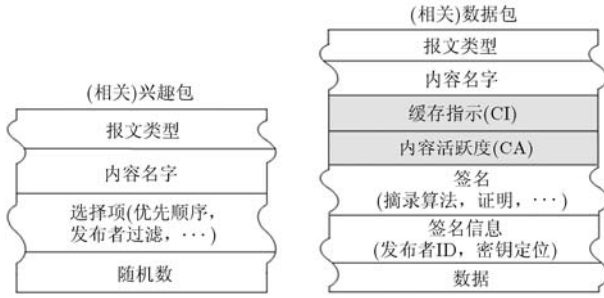 (相关)兴趣包
报文类型
内容名字
选择项(优先顺序,
发布者过滤, ···)
随机数
(相关)数据包
报文类型
内容名字
缓存指示(CI)
内容活跃度(CA)
签名
(摘录算法, 证明, ···)
签名信息
(发布者ID, 密钥定位)
数据